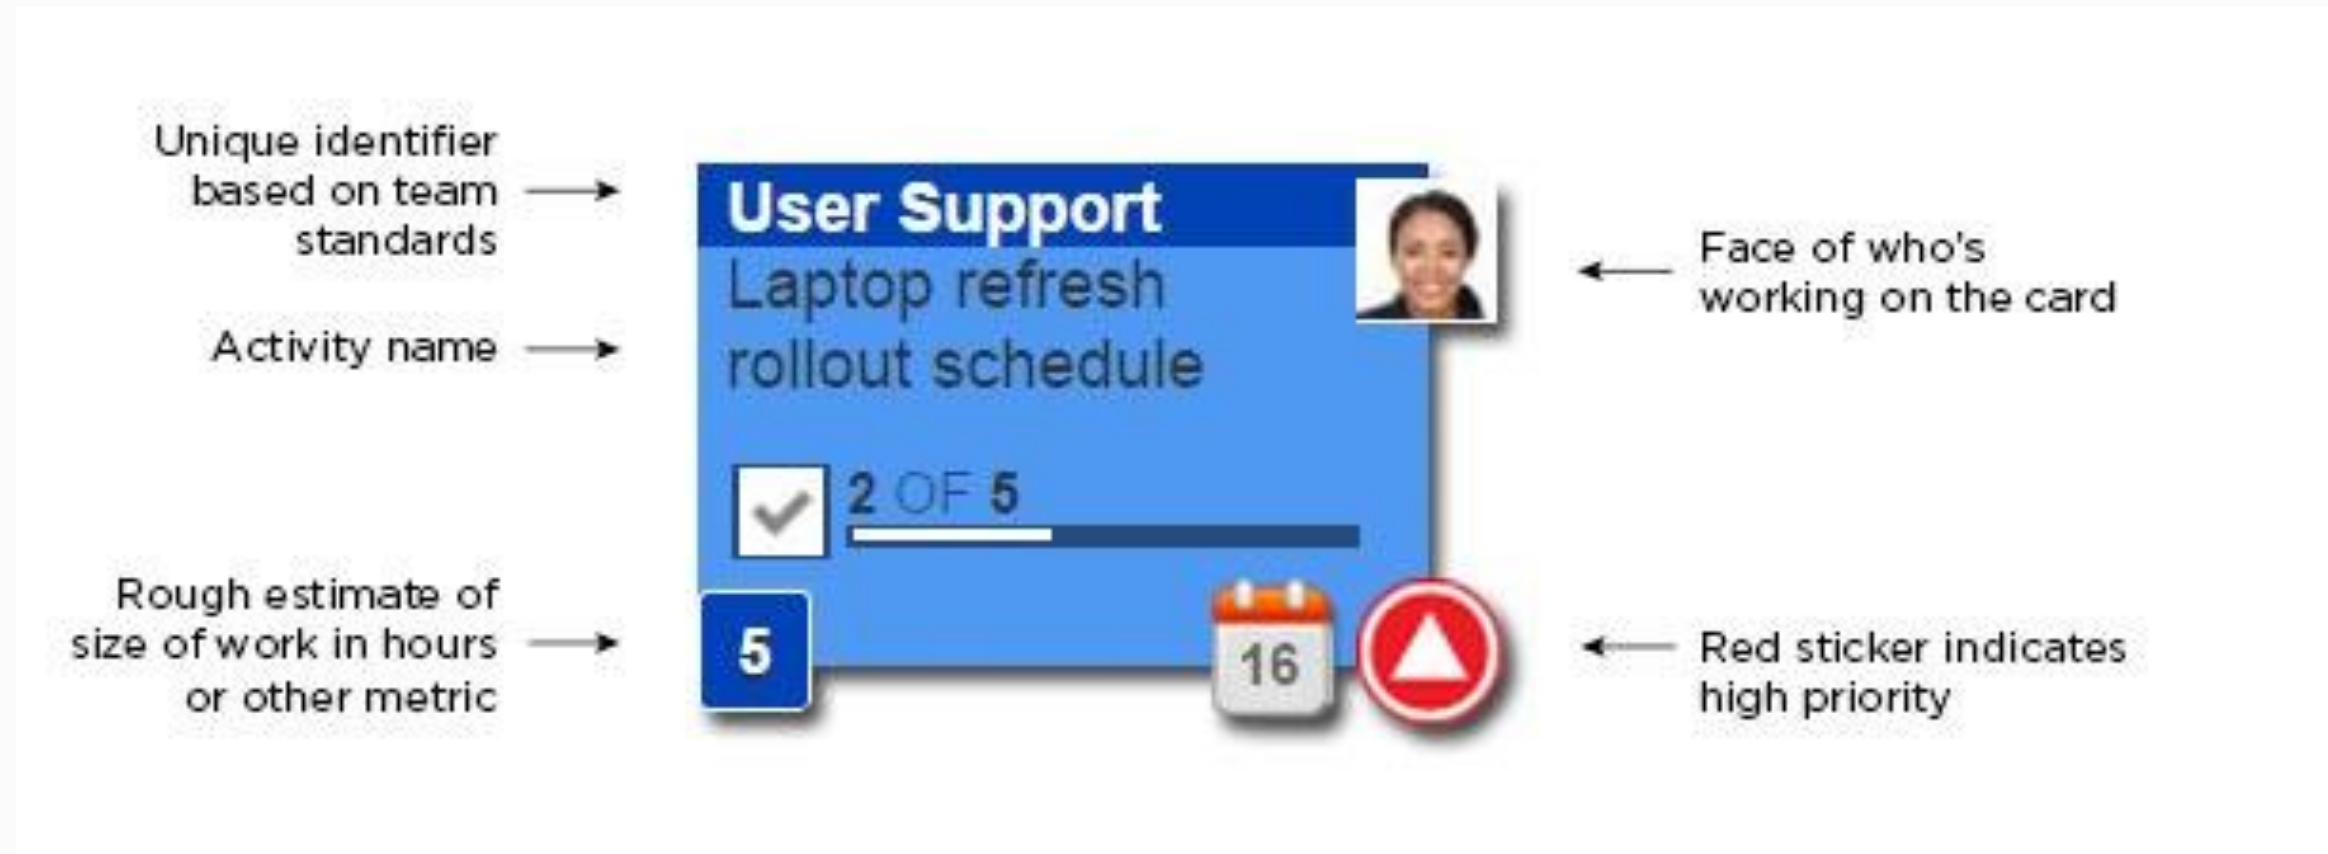 Unique identifier
based on team
standards
Activity name
Rough estimate of
size of work in hours
or other metric
User Support
Laptop refresh
rollout schedule
2 OF 5
5
16
Face of who's
working on the card
Red sticker indicates
high priority